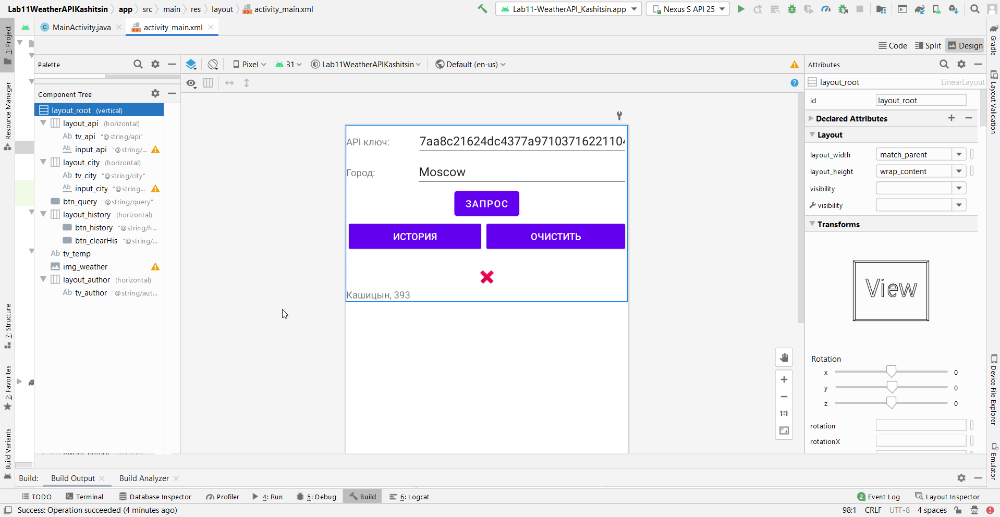 Lab11WeatherAPIKashitsin app src main res layout activity_main.xml
Lab11-WeatherAPI_Kashitsin.app Nexus S API 25
MainActivity.java activity_main.xml
Code Split Design
Palette
Pixel 31 Lab11WeatherAPIKashitsin Default (en-us)
Attributes
Component Tree
layout_root (vertical)
layout_api (horizontal)
tv_api "@string/api"
input_api "@string/...
layout_city (horizontal)
tv_city "@string/city"
input_city "@string...
btn_query "@string/query"
layout_history (horizontal)
btn_history "@string/h...
btn_clearHis "@string/...
tv_temp
img_weather
layout_author (horizontal)
tv_author "@string/aut...
API ключ:
7aa8c21624dc4377a9710371622110
Город:
Moscow
ЗАПРОС
ИСТОРИЯ
ОЧИСТИТЬ
Кашицын, 393
1:1
layout_root LinearLayout
id layout_root
Declared Attributes
Layout
layout_width match_parent
layout_height wrap_content
visibility
visibility
Transforms
View
Rotation
x 0
y 0
z 0
rotation
rotationX
1: Project
Resource Manager
7: Structure
2: Favorites
Build Variants
Gradle
Layout Validation
Device File Explorer
Emulator
Build: Build Output Build Analyzer
TODO Terminal Database Inspector Profiler 4: Run 5: Debug Build 6: Logcat
2 Event Log Layout Inspector
Success: Operation succeeded (4 minutes ago)
98:1 CRLF UTF-8 4 spaces